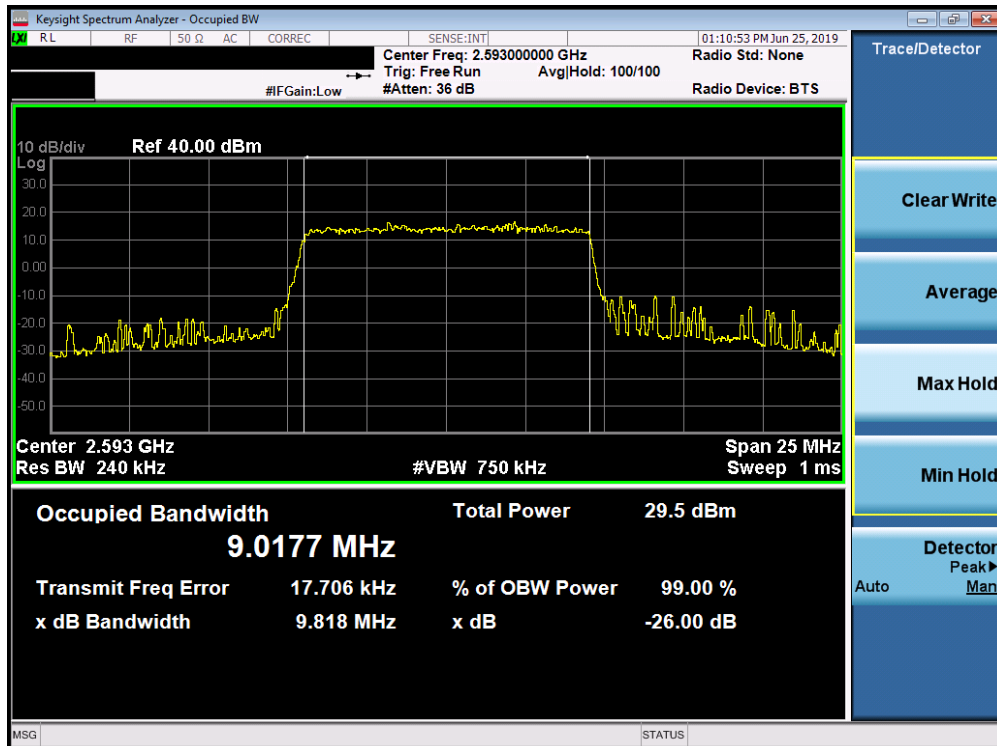 Keysight Spectrum Analyzer - Occupied BW
LXI RL RF 50 Ω AC CORREC SENSE:INT 01:10:53 PM Jun 25, 2019
Center Freq: 2.593000000 GHz Radio Std: None
Trig: Free Run Avg|Hold: 100/100
#IFGain:Low #Atten: 36 dB Radio Device: BTS
10 dB/div Ref 40.00 dBm
Log
30.0
20.0
10.0
0.00
-10.0
-20.0
-30.0
-40.0
-50.0
Center 2.593 GHz Span 25 MHz
Res BW 240 kHz #VBW 750 kHz Sweep 1 ms
Occupied Bandwidth Total Power 29.5 dBm
9.0177 MHz
Transmit Freq Error 17.706 kHz % of OBW Power 99.00 %
x dB Bandwidth 9.818 MHz x dB -26.00 dB
MSG STATUS
Trace/Detector
Clear Write
Average
Max Hold
Min Hold
Detector
Peak▶
Auto Man